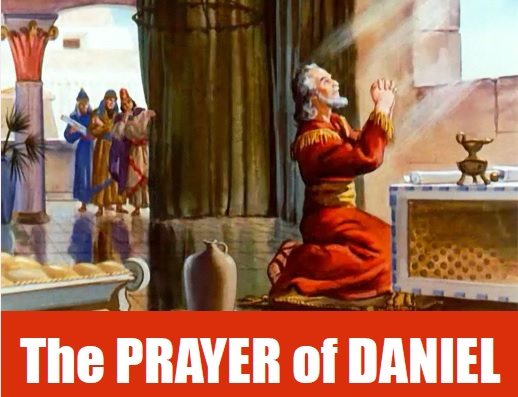 The PRAYER of DANIEL